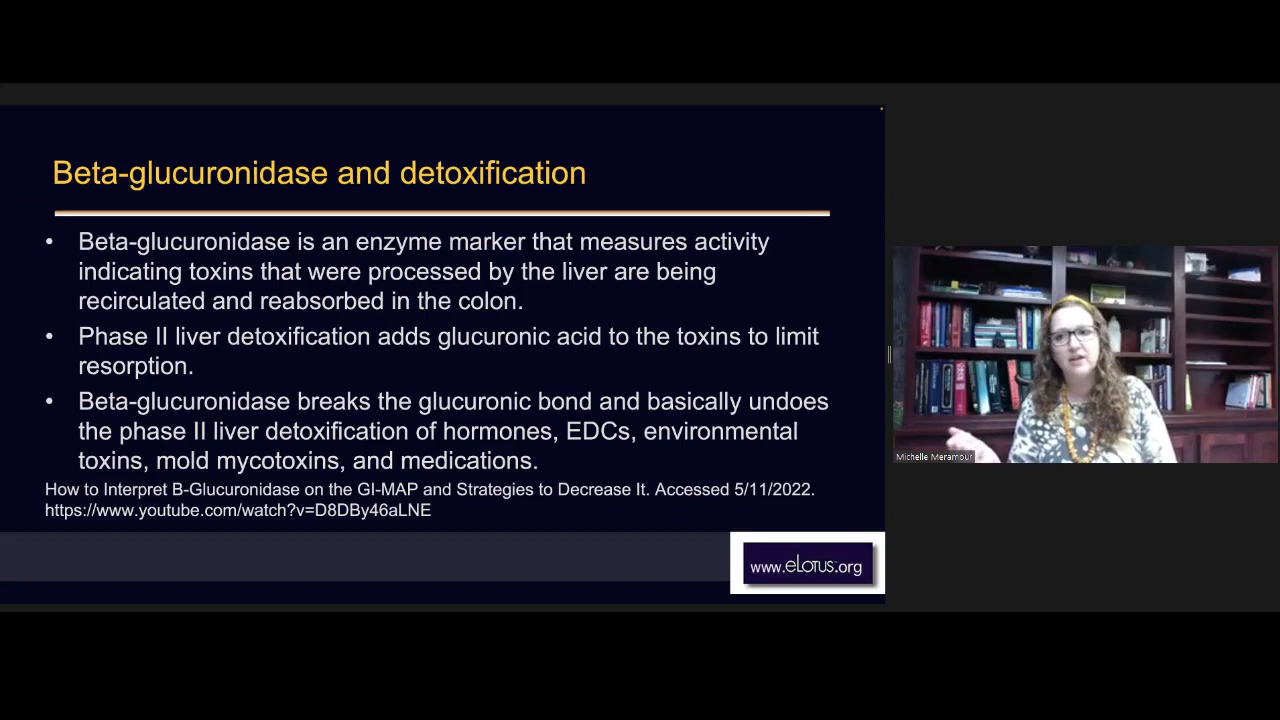 Beta-glucuronidase and detoxification
• Beta-glucuronidase is an enzyme marker that measures activity
indicating toxins that were processed by the liver are being
recirculated and reabsorbed in the colon.
• Phase II liver detoxification adds glucuronic acid to the toxins to limit
resorption.
• Beta-glucuronidase breaks the glucuronic bond and basically undoes
the phase II liver detoxification of hormones, EDCs, environmental
toxins, mold mycotoxins, and medications.
How to Interpret B-Glucuronidase on the GI-MAP and Strategies to Decrease It. Accessed 5/11/2022.
https://www.youtube.com/watch?v=D8DBy46aLNE
www.eLotus.org
Michelle Meramour